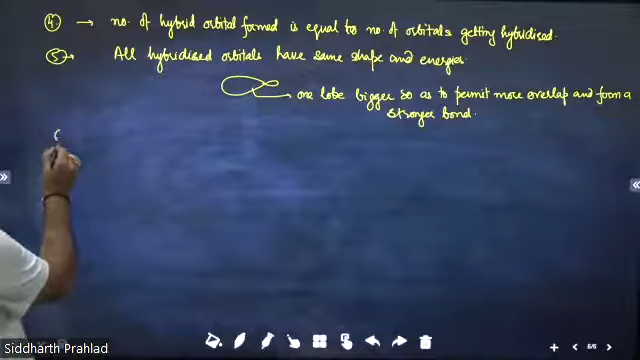 4 → no. of hybrid orbital formed is equal to no. of orbitals getting hybridised.
5 → All hybridised orbitals have same shape and energies.
→ one lobe bigger so as to permit more overlap and form a
stronger bond.
Siddharth Prahlad
6/6